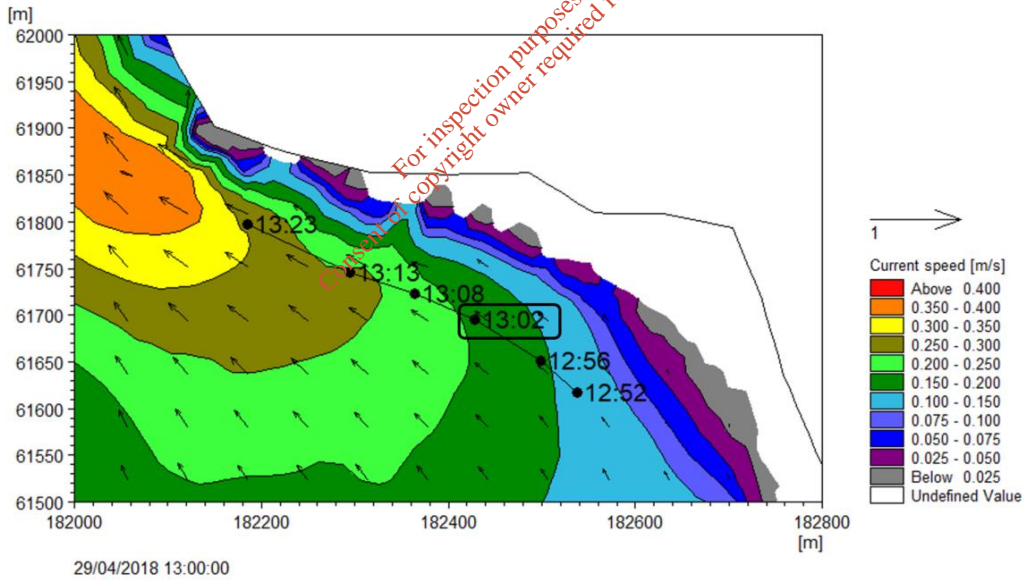 [m]
62000
61950
61900
61850
61800
61750
61700
61650
61600
61550
61500
182000
182200
182400
182600
182800
[m]
For inspection purposes
Consent of copyright owner required f
13:23
13:13
13:08
13:02
12:56
12:52
1
Current speed [m/s]
Above 0.400
0.350 - 0.400
0.300 - 0.350
0.250 - 0.300
0.200 - 0.250
0.150 - 0.200
0.100 - 0.150
0.075 - 0.100
0.050 - 0.075
0.025 - 0.050
Below 0.025
Undefined Value
29/04/2018 13:00:00